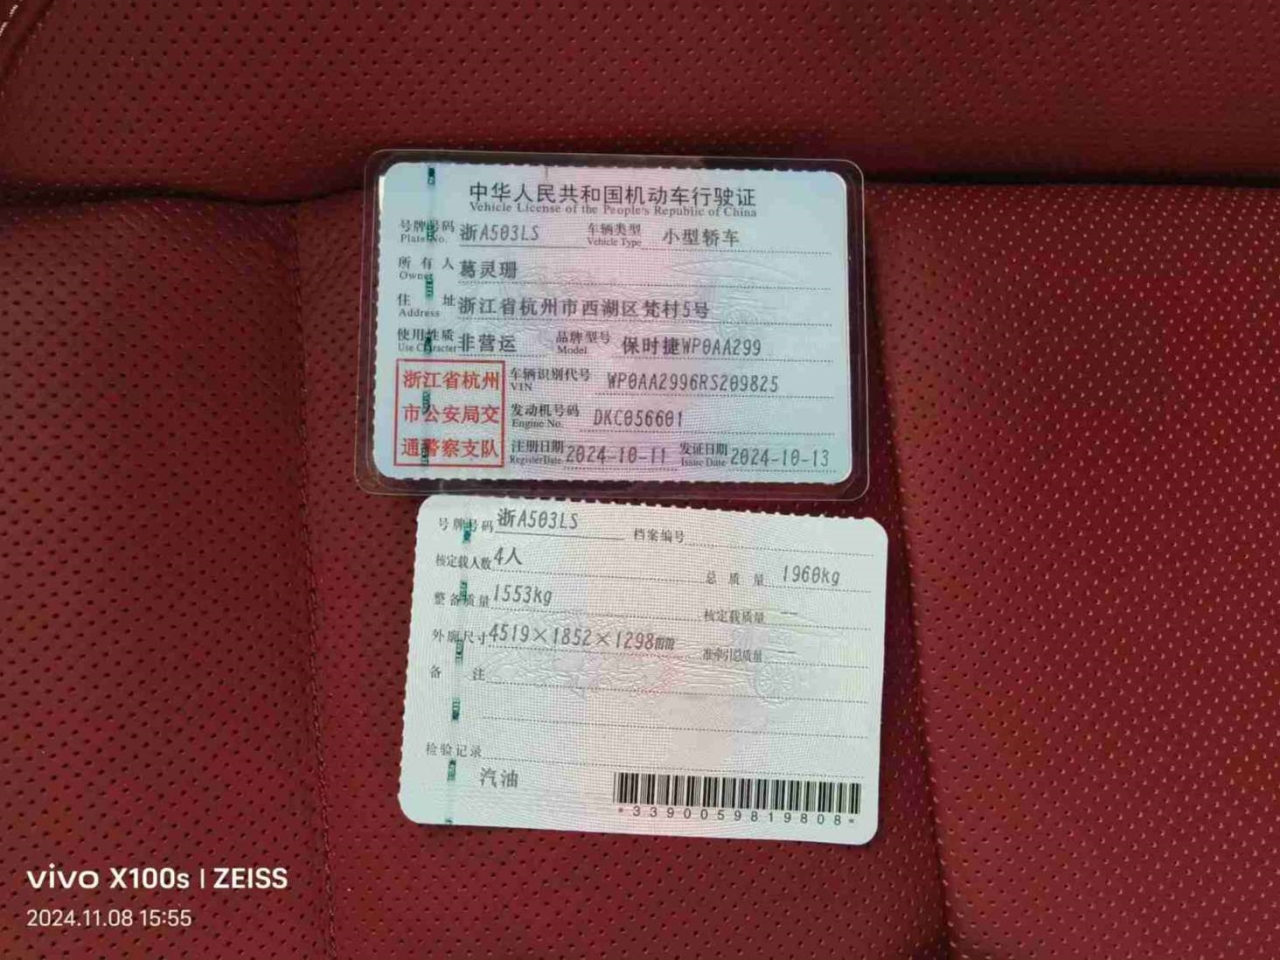 中华人民共和国机动车行驶证
Vehicle License of the People's Republic of China
号牌号码 浙A503LS 车辆类型 小型轿车
Plate No. Vehicle Type
所有人 葛灵珊
Owner
住址 浙江省杭州市西湖区梵村5号
Address
使用性质 非营运 品牌型号 保时捷WP0AA299
Use Character Model
浙江省杭州
市公安局交
通警察支队
车辆识别代号 WP0AA2996RS209825
VIN
发动机号码 DKC056601
Engine No.
注册日期 2024-10-11 发证日期 2024-10-13
Register Date Issue Date
号牌号码 浙A503LS 档案编号
核定载人数 4人 总质量 1960kg
整备质量 1553kg 核定载质量 --
外廓尺寸 4519×1852×1298mm 准牵引总质量 --
备注
检验记录
汽油
*3390059819808*
vivo X100s | ZEISS
2024.11.08 15:55